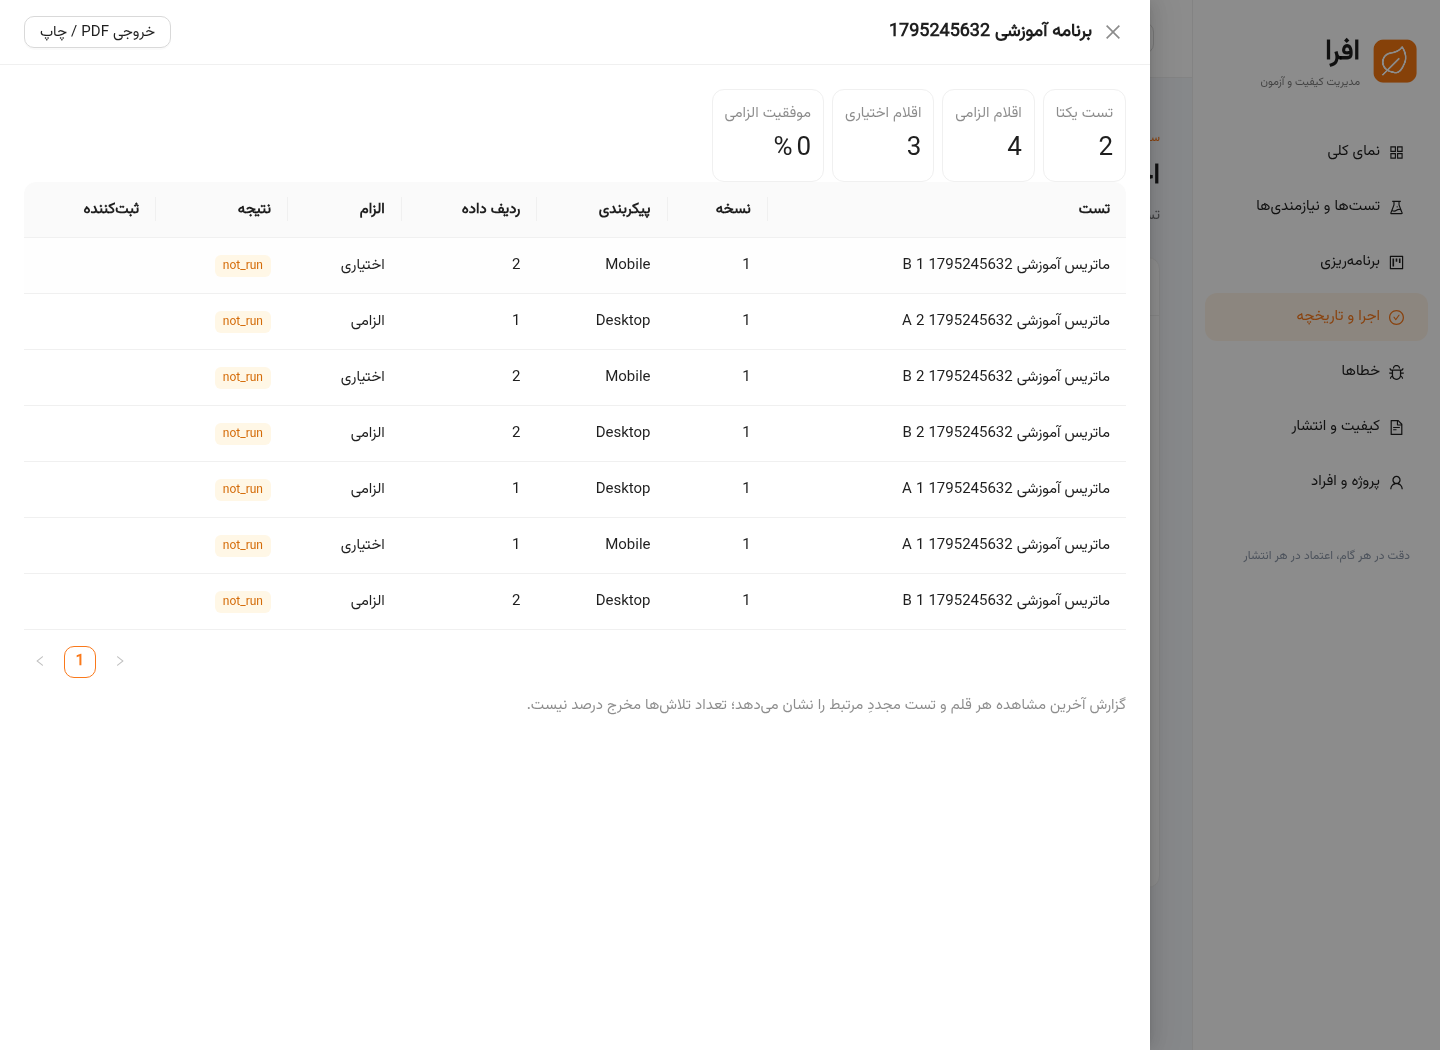 برنامه آموزشی 1795245632
خروجی PDF / چاپ
تست یکتا
2
اقلام الزامی
4
اقلام اختیاری
3
موفقیت الزامی
0 %
تست نسخه پیکربندی ردیف داده الزام نتیجه ثبت‌کننده
ماتریس آموزشی 1795245632 1 B 1 Mobile 2 اختیاری not_run
ماتریس آموزشی 1795245632 2 A 1 Desktop 1 الزامی not_run
ماتریس آموزشی 1795245632 2 B 1 Mobile 2 اختیاری not_run
ماتریس آموزشی 1795245632 2 B 1 Desktop 2 الزامی not_run
ماتریس آموزشی 1795245632 1 A 1 Desktop 1 الزامی not_run
ماتریس آموزشی 1795245632 1 A 1 Mobile 1 اختیاری not_run
ماتریس آموزشی 1795245632 1 B 1 Desktop 2 الزامی not_run
1
گزارش آخرین مشاهده هر قلم و تست مجددِ مرتبط را نشان می‌دهد؛ تعداد تلاش‌ها مخرج درصد نیست.
افرا
مدیریت کیفیت و آزمون
نمای کلی
تست‌ها و نیازمندی‌ها
برنامه‌ریزی
اجرا و تاریخچه
خطاها
کیفیت و انتشار
پروژه و افراد
دقت در هر گام، اعتماد در هر انتشار